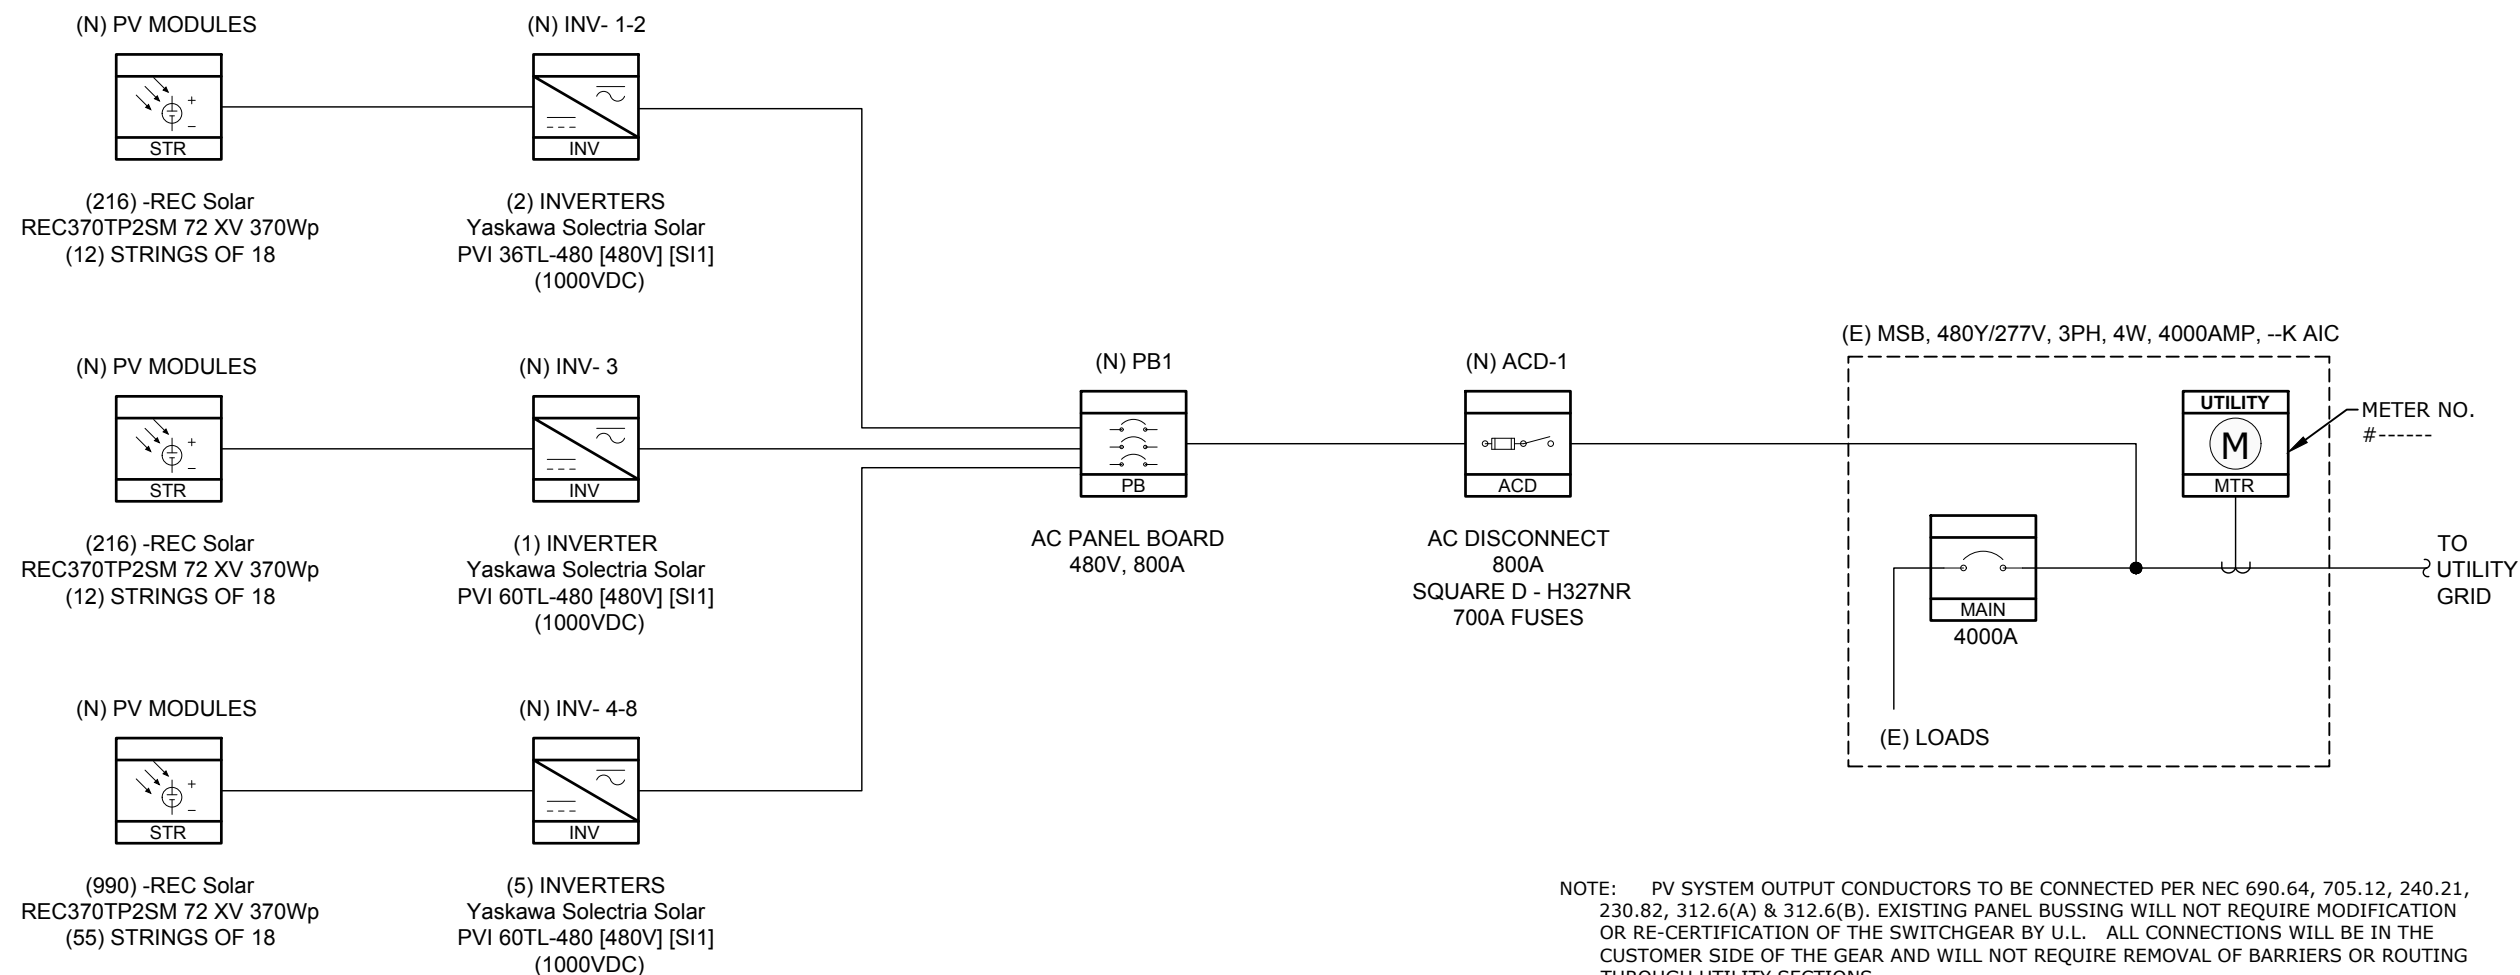 (N) PV MODULES
(N) INV- 1-2
STR
INV
(216) -REC Solar
REC370TP2SM 72 XV 370Wp
(12) STRINGS OF 18
(2) INVERTERS
Yaskawa Solectria Solar
PVI 36TL-480 [480V] [SI1]
(1000VDC)
(N) PV MODULES
(N) INV- 3
STR
INV
(216) -REC Solar
REC370TP2SM 72 XV 370Wp
(12) STRINGS OF 18
(1) INVERTER
Yaskawa Solectria Solar
PVI 60TL-480 [480V] [SI1]
(1000VDC)
(N) PV MODULES
(N) INV- 4-8
STR
INV
(990) -REC Solar
REC370TP2SM 72 XV 370Wp
(55) STRINGS OF 18
(5) INVERTERS
Yaskawa Solectria Solar
PVI 60TL-480 [480V] [SI1]
(1000VDC)
(N) PB1
PB
AC PANEL BOARD
480V, 800A
(N) ACD-1
ACD
AC DISCONNECT
800A
SQUARE D - H327NR
700A FUSES
(E) MSB, 480Y/277V, 3PH, 4W, 4000AMP, --K AIC
UTILITY
M
MTR
METER NO.
#------
MAIN
4000A
(E) LOADS
TO
UTILITY
GRID
NOTE: PV SYSTEM OUTPUT CONDUCTORS TO BE CONNECTED PER NEC 690.64, 705.12, 240.21,
230.82, 312.6(A) & 312.6(B). EXISTING PANEL BUSSING WILL NOT REQUIRE MODIFICATION
OR RE-CERTIFICATION OF THE SWITCHGEAR BY U.L. ALL CONNECTIONS WILL BE IN THE
CUSTOMER SIDE OF THE GEAR AND WILL NOT REQUIRE REMOVAL OF BARRIERS OR ROUTING
THROUGH UTILITY SECTIONS